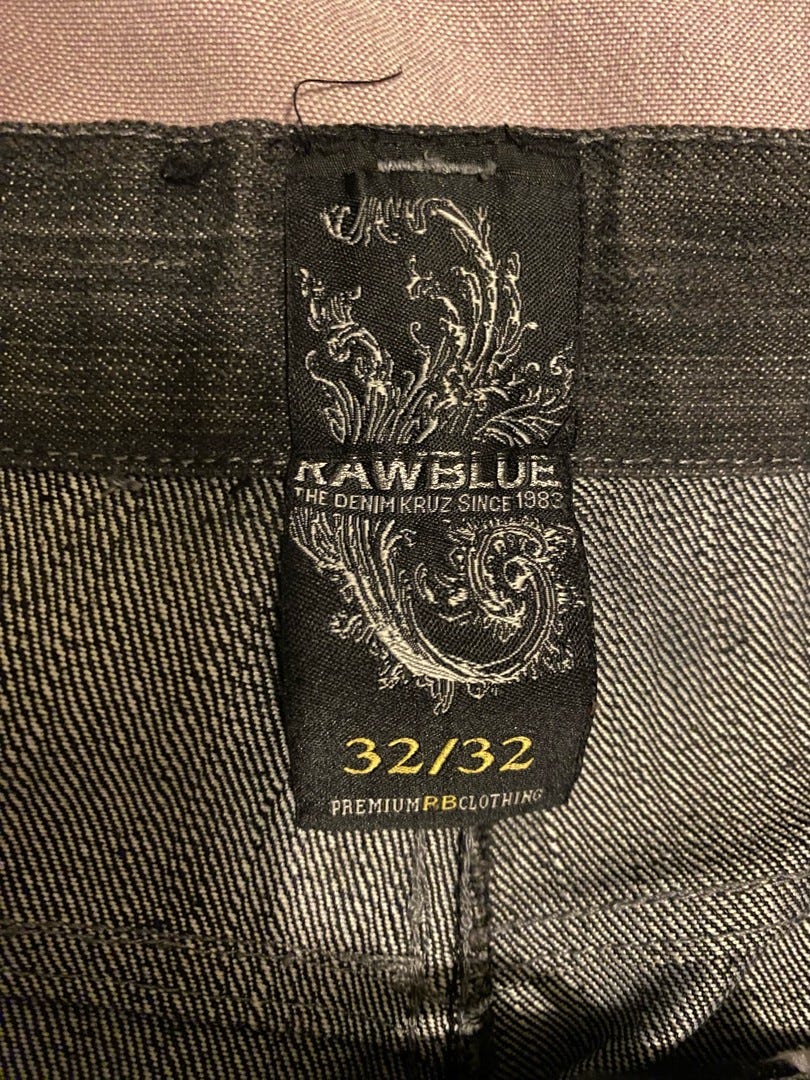 RAWBLUE
THE DENIM KRUZ SINCE 1983
32/32
PREMIUMRBCLOTHING